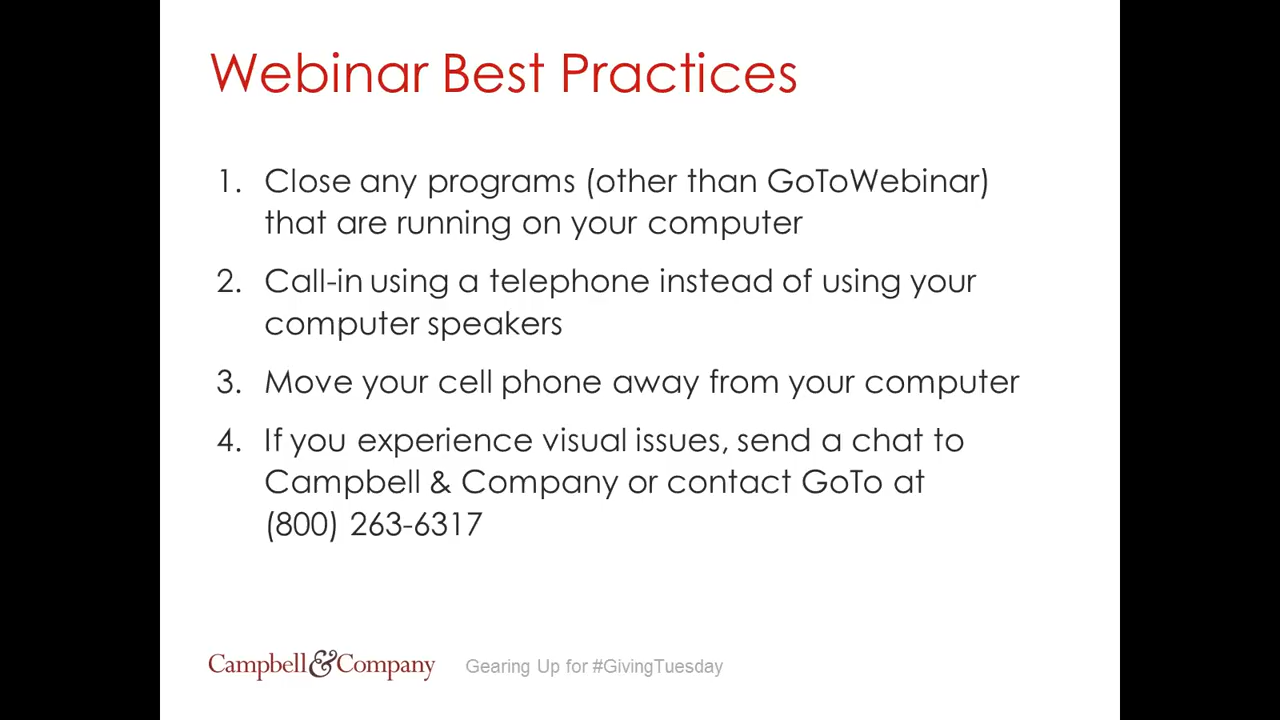 Webinar Best Practices
1. Close any programs (other than GoToWebinar)
that are running on your computer
2. Call-in using a telephone instead of using your
computer speakers
3. Move your cell phone away from your computer
4. If you experience visual issues, send a chat to
Campbell & Company or contact GoTo at
(800) 263-6317
Campbell&Company Gearing Up for #GivingTuesday